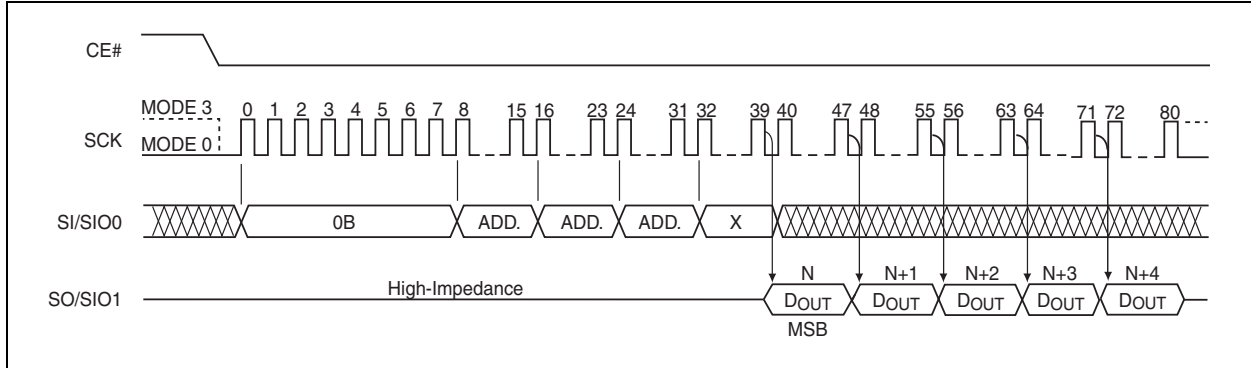 CE#
MODE 3 0 1 2 3 4 5 6 7 8 15 16 23 24 31 32 39 40 47 48 55 56 63 64 71 72 80
SCK MODE 0
SI/SIO0 0B ADD. ADD. ADD. X
N N+1 N+2 N+3 N+4
SO/SIO1 High-Impedance DOUT DOUT DOUT DOUT DOUT
MSB